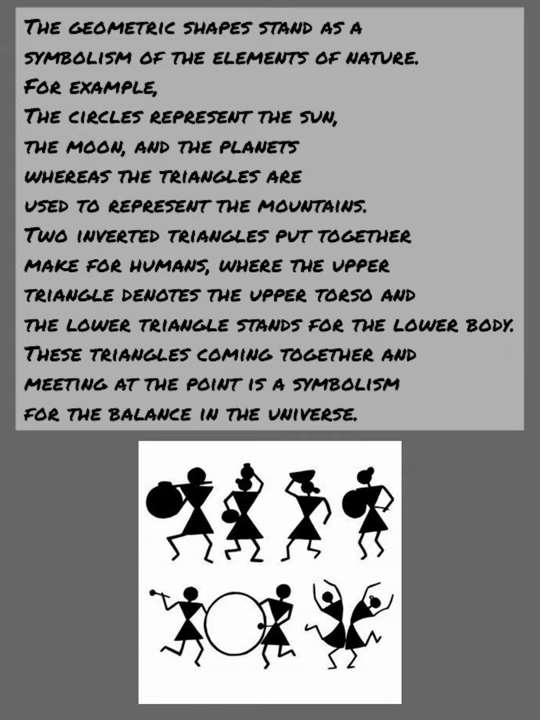 The geometric shapes stand as a
symbolism of the elements of nature.
For example,
The circles represent the sun,
the moon, and the planets
whereas the triangles are
used to represent the mountains.
Two inverted triangles put together
make for humans, where the upper
triangle denotes the upper torso and
the lower triangle stands for the lower body.
These triangles coming together and
meeting at the point is a symbolism
for the balance in the universe.